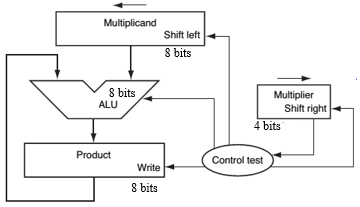 Multiplicand
Shift left
8 bits
8 bits
ALU
Multiplier
Shift right
4 bits
Product
Write
Control test
8 bits